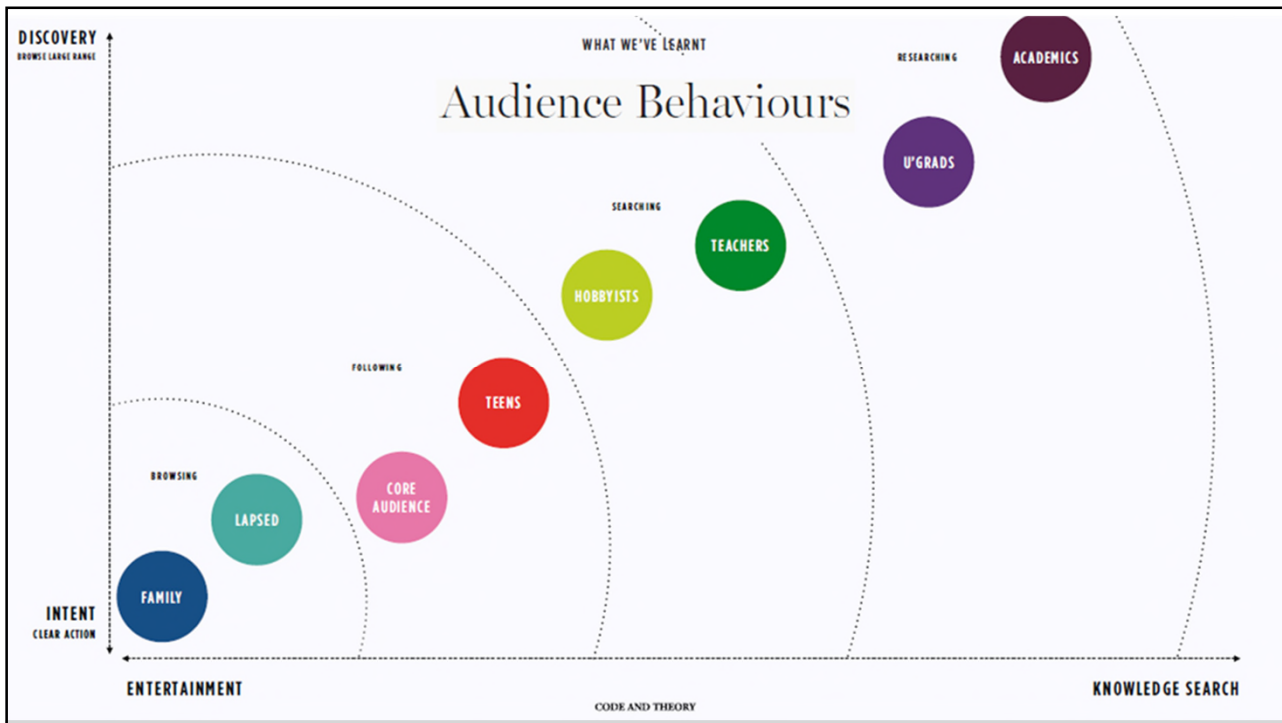 DISCOVERY
BROWSE LARGE RANGE
WHAT WE'VE LEARNT
Audience Behaviours
RESEARCHING
ACADEMICS
U'GRADS
SEARCHING
TEACHERS
HOBBYISTS
FOLLOWING
TEENS
BROWSING
CORE
AUDIENCE
LAPSED
FAMILY
INTENT
CLEAR ACTION
ENTERTAINMENT
KNOWLEDGE SEARCH
CODE AND THEORY